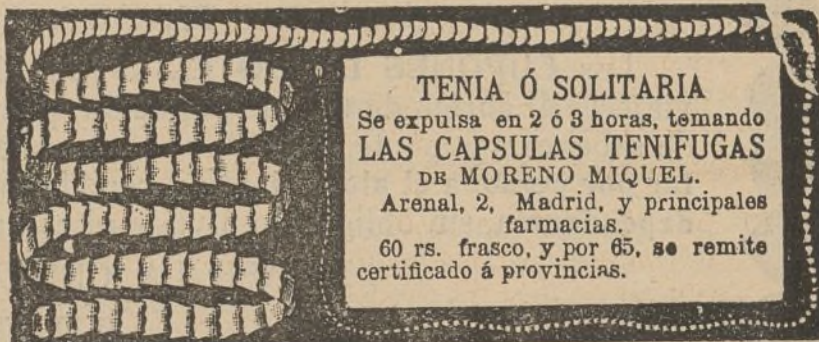 TENIA Ó SOLITARIA
Se expulsa en 2 ó 3 horas, tomando
LAS CAPSULAS TENIFUGAS
DE MORENO MIQUEL.
Arenal, 2, Madrid, y principales
farmacias.
60 rs. frasco, y por 65, se remite
certificado á provincias.